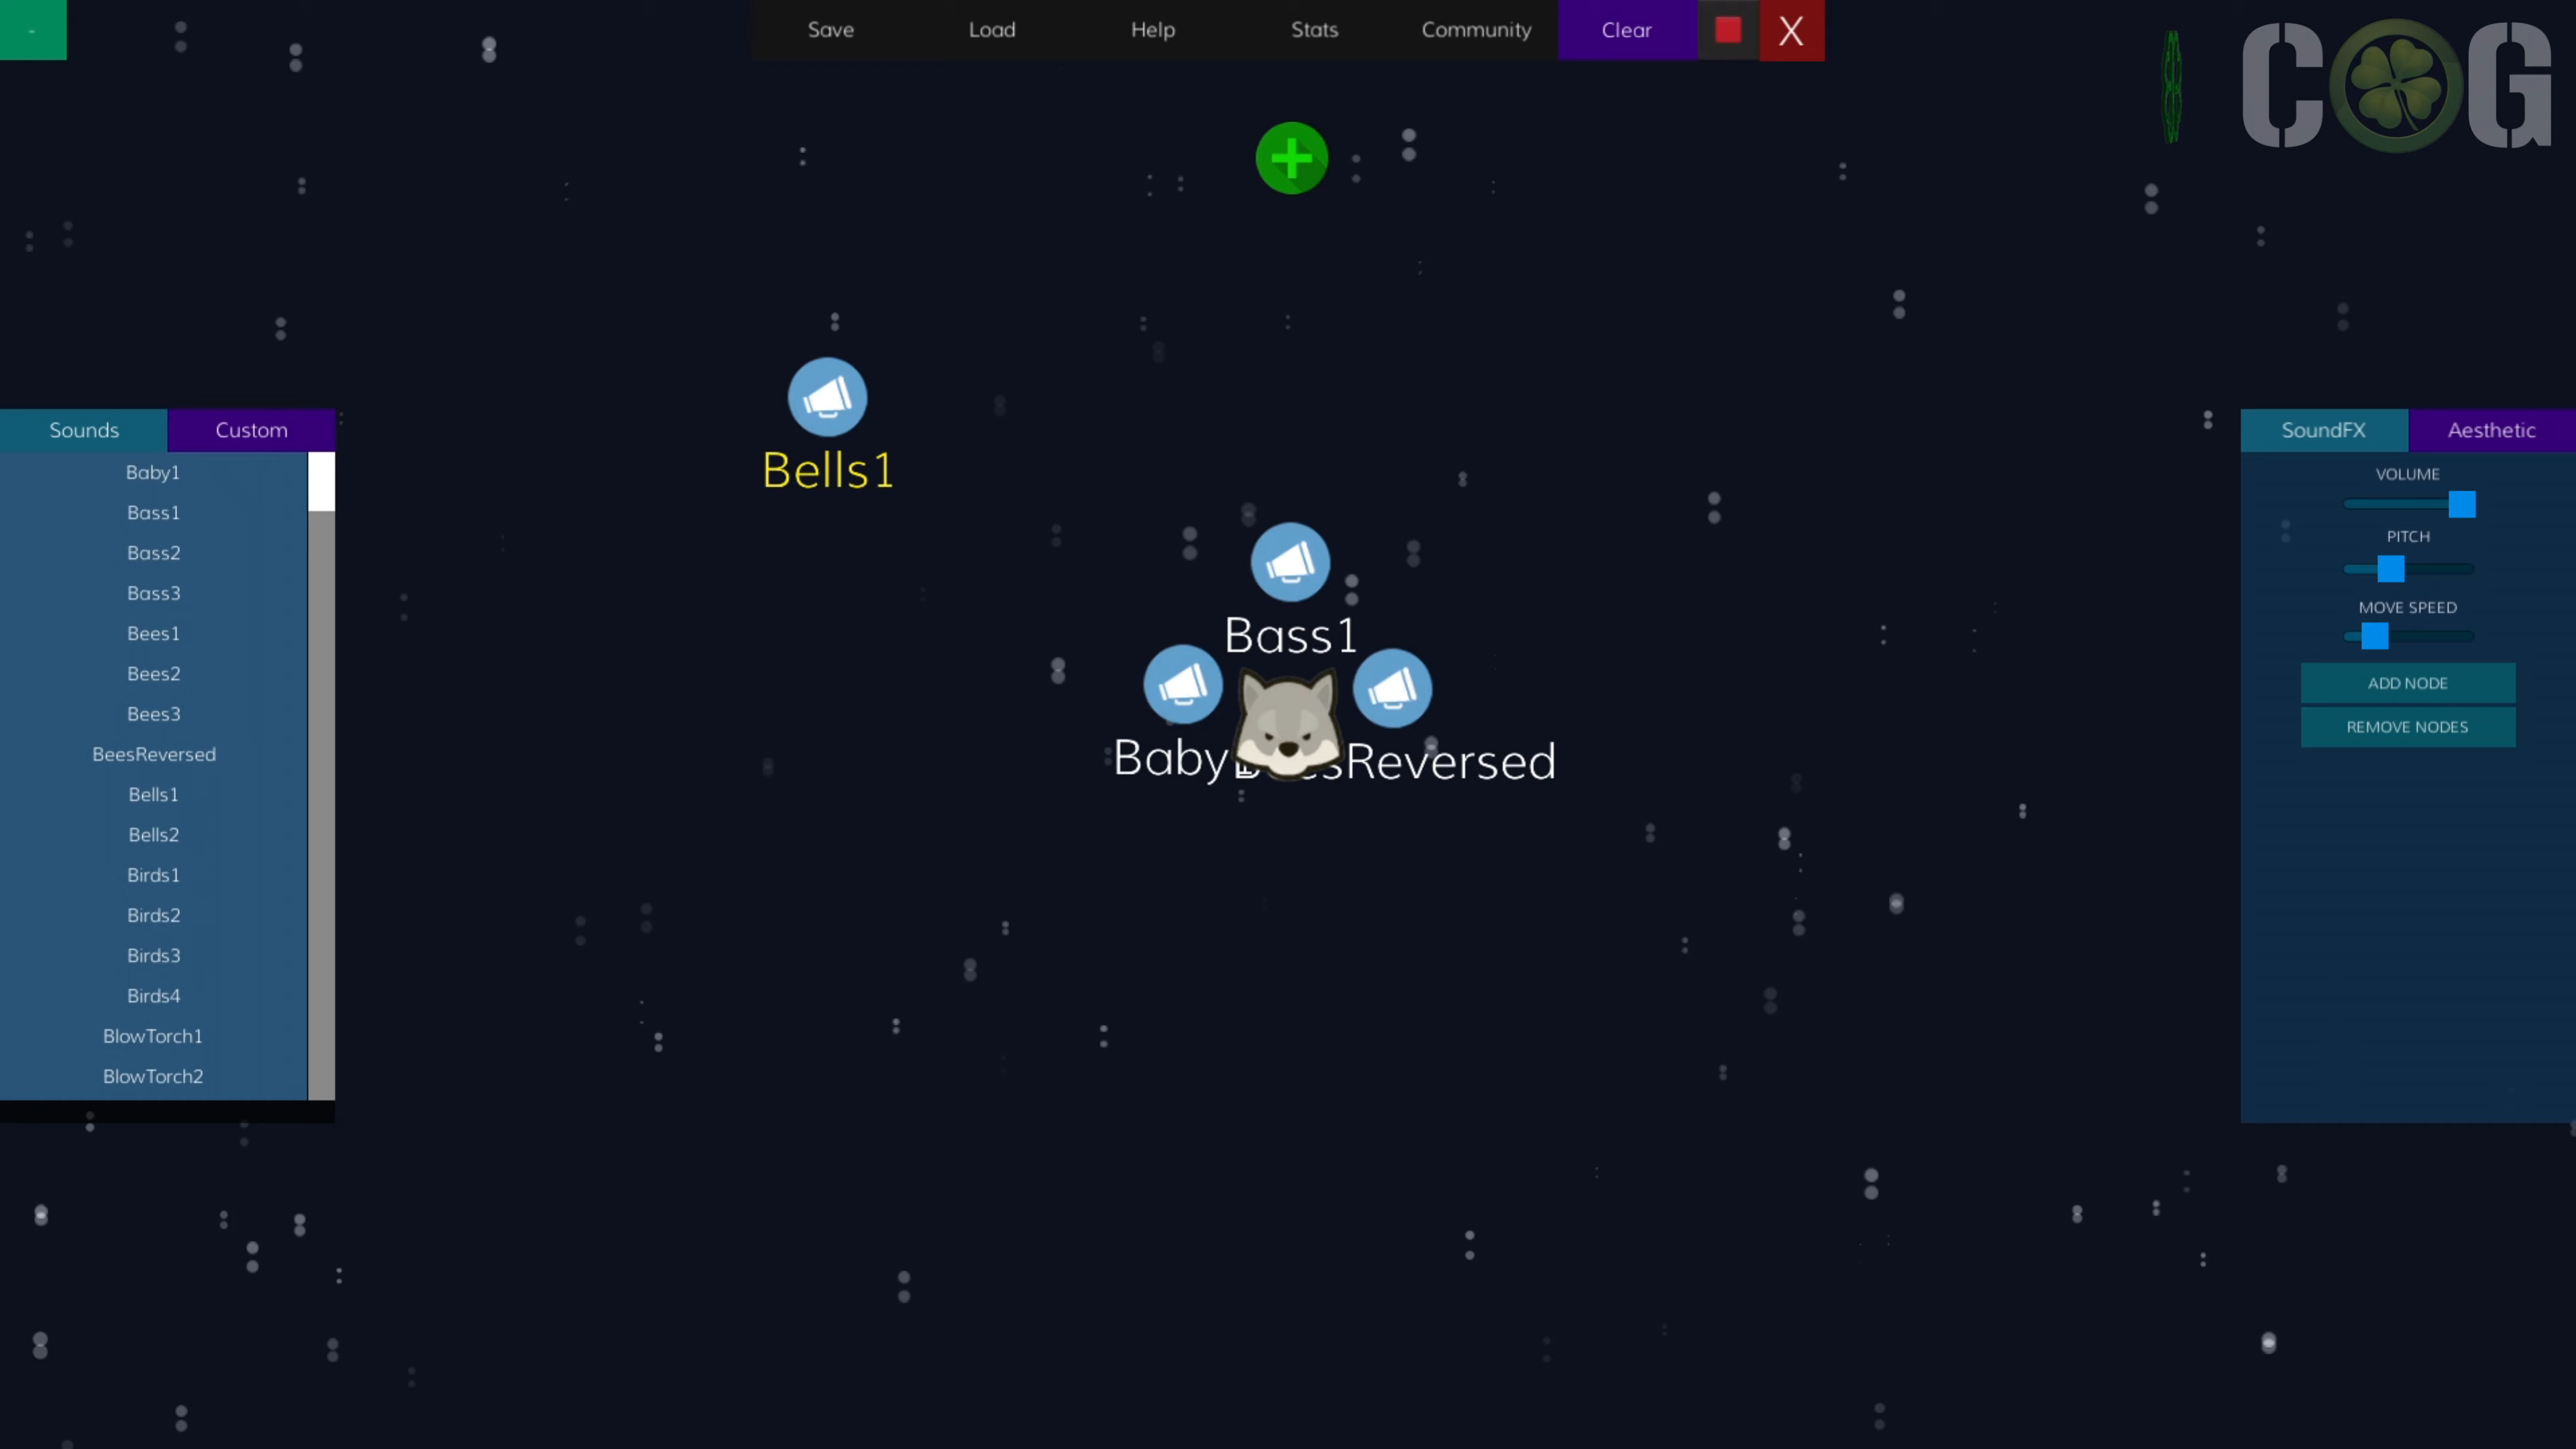 -
Save
Load
Help
Stats
Community
Clear
X
COG
Bells1
Sounds
Custom
Baby1
Bass1
Bass2
Bass3
Bees1
Bees2
Bees3
BeesReversed
Bells1
Bells2
Birds1
Birds2
Birds3
Birds4
BlowTorch1
BlowTorch2
Bass1
Baby
Reversed
SoundFX
Aesthetic
VOLUME
PITCH
MOVE SPEED
ADD NODE
REMOVE NODES